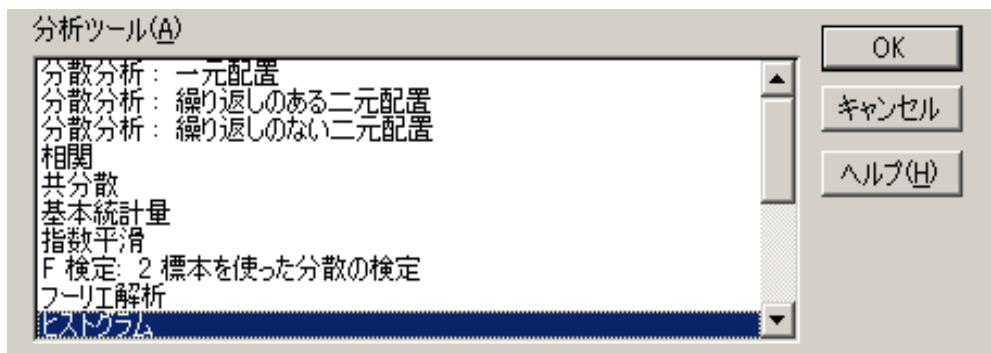 分析ツール(A)
分散分析： 一元配置
分散分析： 繰り返しのある二元配置
分散分析： 繰り返しのない二元配置
相関
共分散
基本統計量
指数平滑
F 検定: 2 標本を使った分散の検定
フーリエ解析
ヒストグラム
OK
キャンセル
ヘルプ(H)